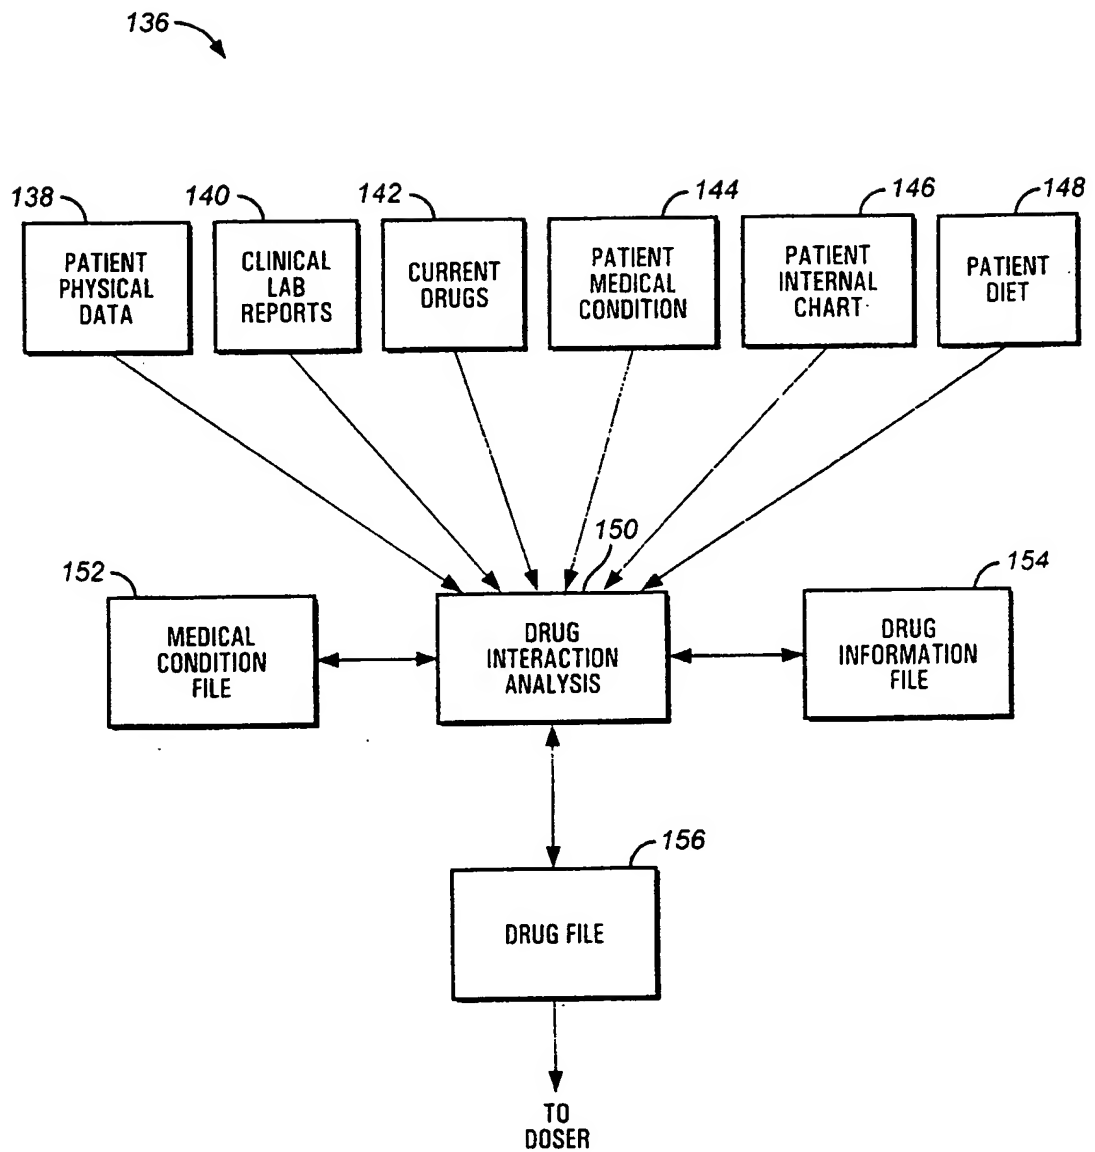 136
138
140
142
144
146
148
PATIENT
PHYSICAL
DATA
CLINICAL
LAB
REPORTS
CURRENT
DRUGS
PATIENT
MEDICAL
CONDITION
PATIENT
INTERNAL
CHART
PATIENT
DIET
150
152
154
MEDICAL
CONDITION
FILE
DRUG
INTERACTION
ANALYSIS
DRUG
INFORMATION
FILE
156
DRUG FILE
TO
DOSER